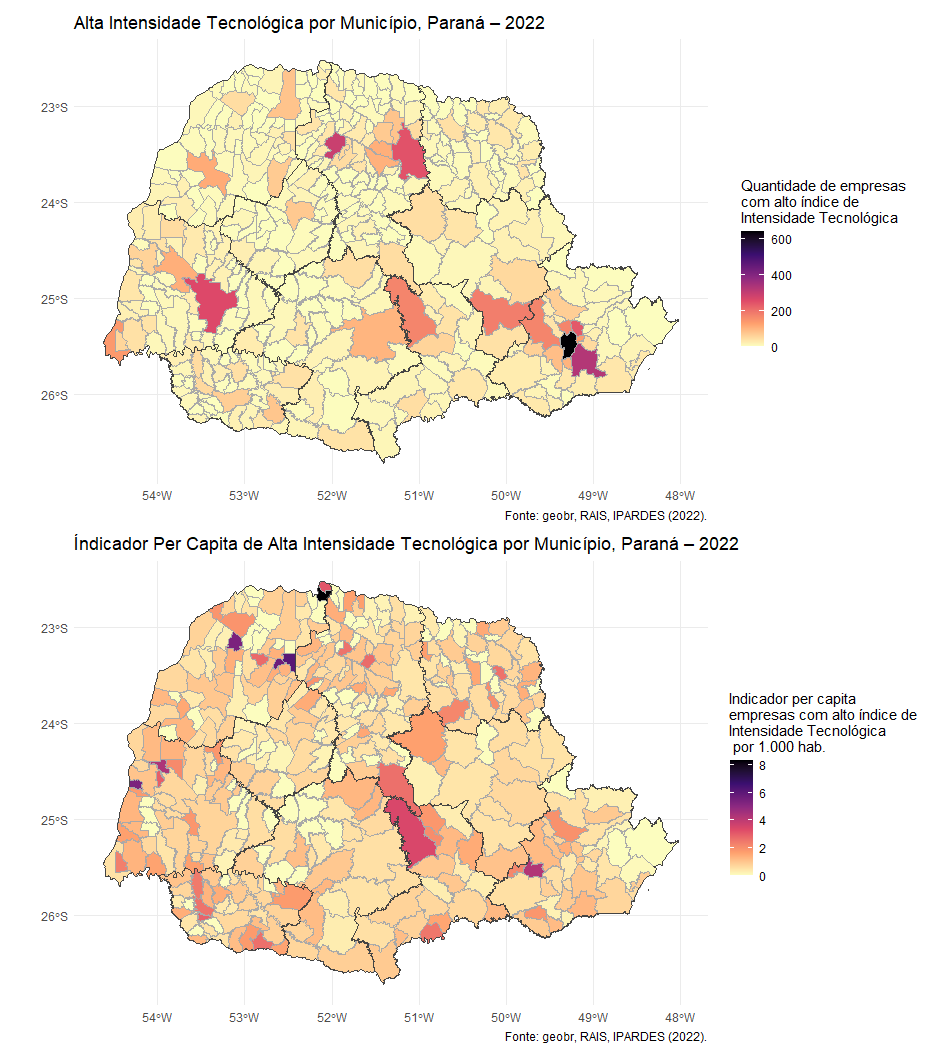 Alta Intensidade Tecnológica por Município, Paraná – 2022
23°S
24°S
25°S
26°S
54°W
53°W
52°W
51°W
50°W
49°W
48°W
Quantidade de empresas
com alto índice de
Intensidade Tecnológica
600
400
200
0
Fonte: geobr, RAIS, IPARDES (2022).
Índicador Per Capita de Alta Intensidade Tecnológica por Município, Paraná – 2022
23°S
24°S
25°S
26°S
54°W
53°W
52°W
51°W
50°W
49°W
48°W
Indicador per capita
empresas com alto índice de
Intensidade Tecnológica
por 1.000 hab.
8
6
4
2
0
Fonte: geobr, RAIS, IPARDES (2022).